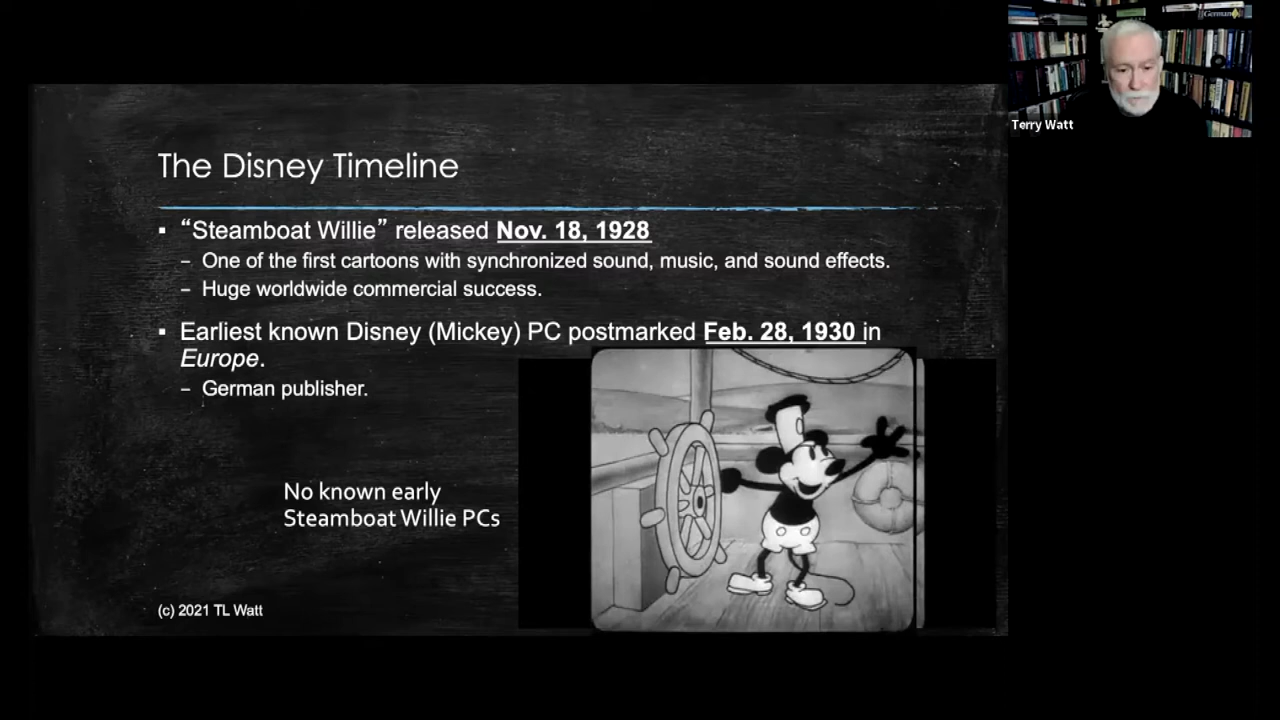 The Disney Timeline
▪ “Steamboat Willie” released Nov. 18, 1928
– One of the first cartoons with synchronized sound, music, and sound effects.
– Huge worldwide commercial success.
▪ Earliest known Disney (Mickey) PC postmarked Feb. 28, 1930 in
Europe.
– German publisher.
No known early
Steamboat Willie PCs
(c) 2021 TL Watt
German
Terry Watt